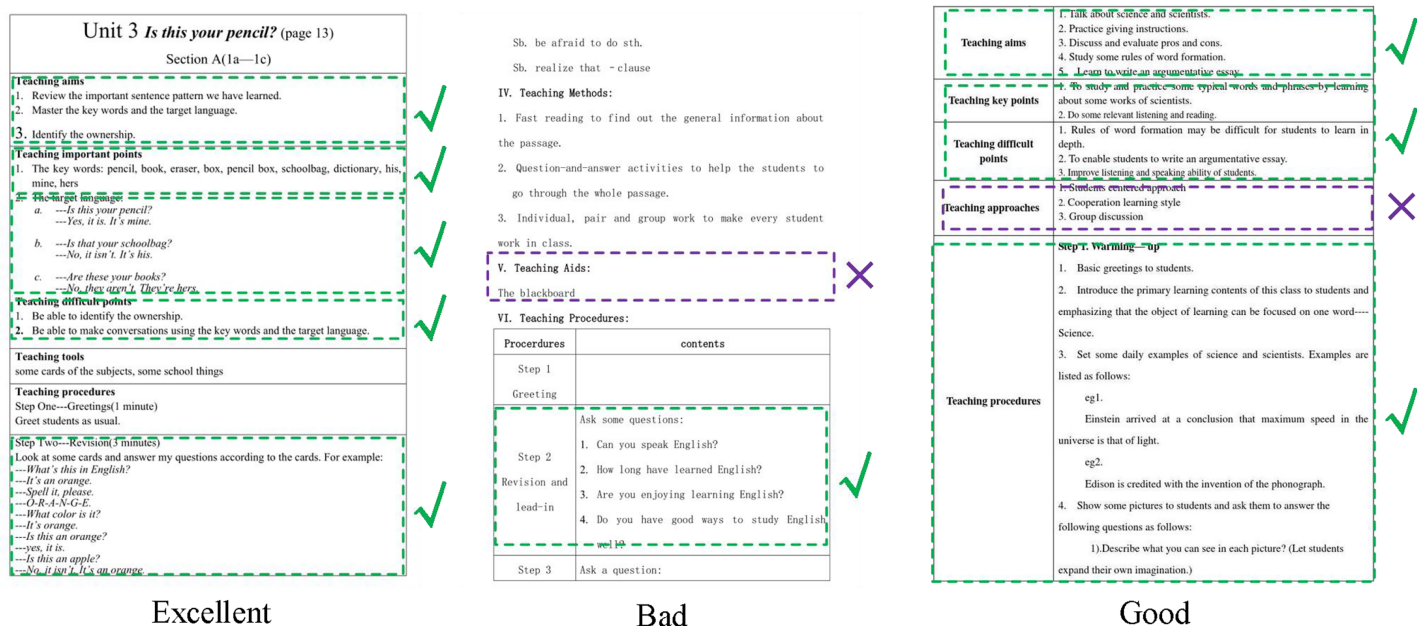 Unit 3 Is this your pencil? (page 13)
Section A(1a—1c)
Teaching aims
1. Review the important sentence pattern we have learned.
2. Master the key words and the target language.
3. Identify the ownership.
Teaching important points
1. The key words: pencil, book, eraser, box, pencil box, schoolbag, dictionary, his,
mine, hers
2. The target language:
a. ---Is this your pencil?
---Yes, it is. It's mine.
b. ---Is that your schoolbag?
---No, it isn't. It's his.
c. ---Are these your books?
---No, they aren't. They're hers.
Teaching difficult points
1. Be able to identify the ownership.
2. Be able to make conversations using the key words and the target language.
Teaching tools
some cards of the subjects, some school things
Teaching procedures
Step One---Greetings(1 minute)
Greet students as usual.
Step Two---Revision(3 minutes)
Look at some cards and answer my questions according to the cards. For example:
---What's this in English?
---It's an orange.
---Spell it, please.
---O-R-A-N-G-E.
---What color is it?
---It's orange.
---Is this an orange?
---yes, it is.
---Is this an apple?
---No, it isn't. It's an orange.
Excellent
Sb. be afraid to do sth.
Sb. realize that –clause
IV. Teaching Methods:
1. Fast reading to find out the general information about
the passage.
2. Question-and-answer activities to help the students to
go through the whole passage.
3. Individual, pair and group work to make every student
work in class.
V. Teaching Aids:
The blackboard
VI. Teaching Procedures:
Procerdures
contents
Step 1
Greeting
Step 2
Revision and
lead-in
Ask some questions:
1. Can you speak English?
2. How long have learned English?
3. Are you enjoying learning English?
4. Do you have good ways to study English
well?
Step 3
Ask a question:
Bad
Teaching aims
1. Talk about science and scientists.
2. Practice giving instructions.
3. Discuss and evaluate pros and cons.
4. Study some rules of word formation.
5. Learn to write an argumentative essay
Teaching key points
1. To study and practice some typical words and phrases by learning
about some works of scientists.
2. Do some relevant listening and reading.
Teaching difficult
points
1. Rules of word formation may be difficult for students to learn in
depth.
2. To enable students to write an argumentative essay.
3. Improve listening and speaking ability of students.
Teaching approaches
1. Students centered approach
2. Cooperation learning style
3. Group discussion
Teaching procedures
Step 1. Warming— up
1. Basic greetings to students.
2. Introduce the primary learning contents of this class to students and
emphasizing that the object of learning can be focused on one word----
Science.
3. Set some daily examples of science and scientists. Examples are
listed as follows:
eg1.
Einstein arrived at a conclusion that maximum speed in the
universe is that of light.
eg2.
Edison is credited with the invention of the phonograph.
4. Show some pictures to students and ask them to answer the
following questions as follows:
1).Describe what you can see in each picture? (Let students
expand their own imagination.)
Good